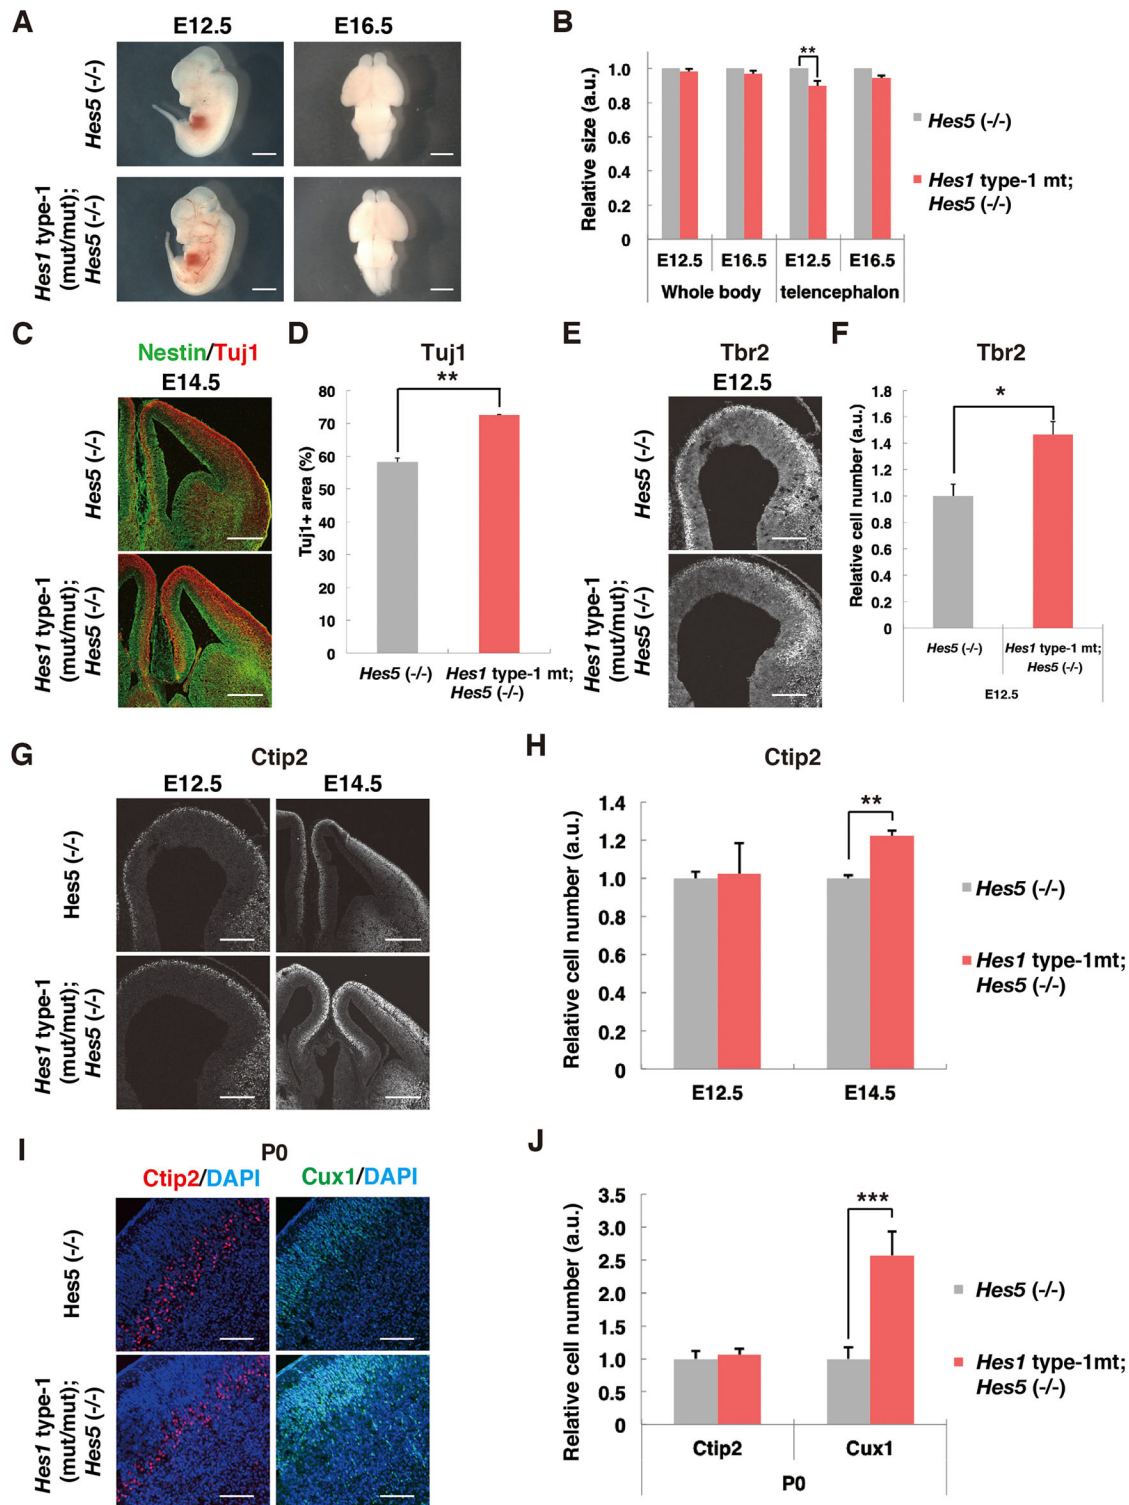 A
E12.5
E16.5
Hes5 (-/-)
Hes1 type-1
(mut/mut);
Hes5 (-/-)
B
Relative size (a.u.)
1.0
0.8
0.6
0.4
0.2
0
**
E12.5
E16.5
E12.5
E16.5
Whole body
telencephalon
Hes5 (-/-)
Hes1 type-1 mt;
Hes5 (-/-)
C
Nestin/Tuj1
E14.5
Hes5 (-/-)
Hes1 type-1
(mut/mut);
Hes5 (-/-)
D
Tuj1
**
Tuj1+ area (%)
80
70
60
50
40
30
20
10
0
Hes5 (-/-)
Hes1 type-1 mt;
Hes5 (-/-)
E
Tbr2
E12.5
Hes5 (-/-)
Hes1 type-1
(mut/mut);
Hes5 (-/-)
F
Tbr2
*
Relative cell number (a.u.)
1.8
1.6
1.4
1.2
1.0
0.8
0.6
0.4
0.2
0
Hes5 (-/-)
Hes1 type-1 mt;
Hes5 (-/-)
E12.5
G
Ctip2
E12.5
E14.5
Hes5 (-/-)
Hes1 type-1
(mut/mut);
Hes5 (-/-)
H
Ctip2
Relative cell number (a.u.)
1.4
1.2
1.0
0.8
0.6
0.4
0.2
0
**
E12.5
E14.5
Hes5 (-/-)
Hes1 type-1mt;
Hes5 (-/-)
I
P0
Ctip2/DAPI
Cux1/DAPI
Hes5 (-/-)
Hes1 type-1
(mut/mut);
Hes5 (-/-)
J
Relative cell number (a.u.)
3.5
3.0
2.5
2.0
1.5
1.0
0.5
0
***
Ctip2
Cux1
P0
Hes5 (-/-)
Hes1 type-1mt;
Hes5 (-/-)